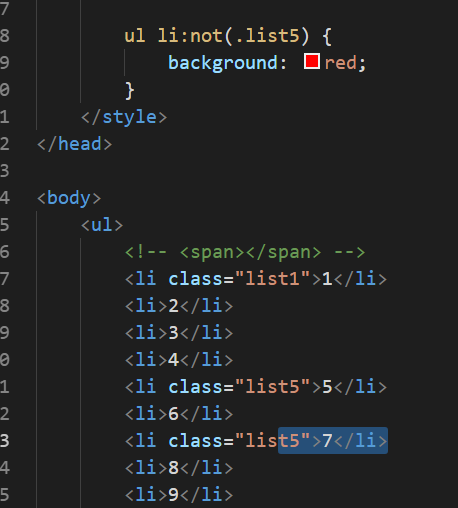 7
8 ul li:not(.list5) {
9 background: red;
0 }
1 </style>
2 </head>
3
4 <body>
5 <ul>
6 <!-- <span></span> -->
7 <li class="list1">1</li>
8 <li>2</li>
9 <li>3</li>
0 <li>4</li>
1 <li class="list5">5</li>
2 <li>6</li>
3 <li class="list5">7</li>
4 <li>8</li>
5 <li>9</li>